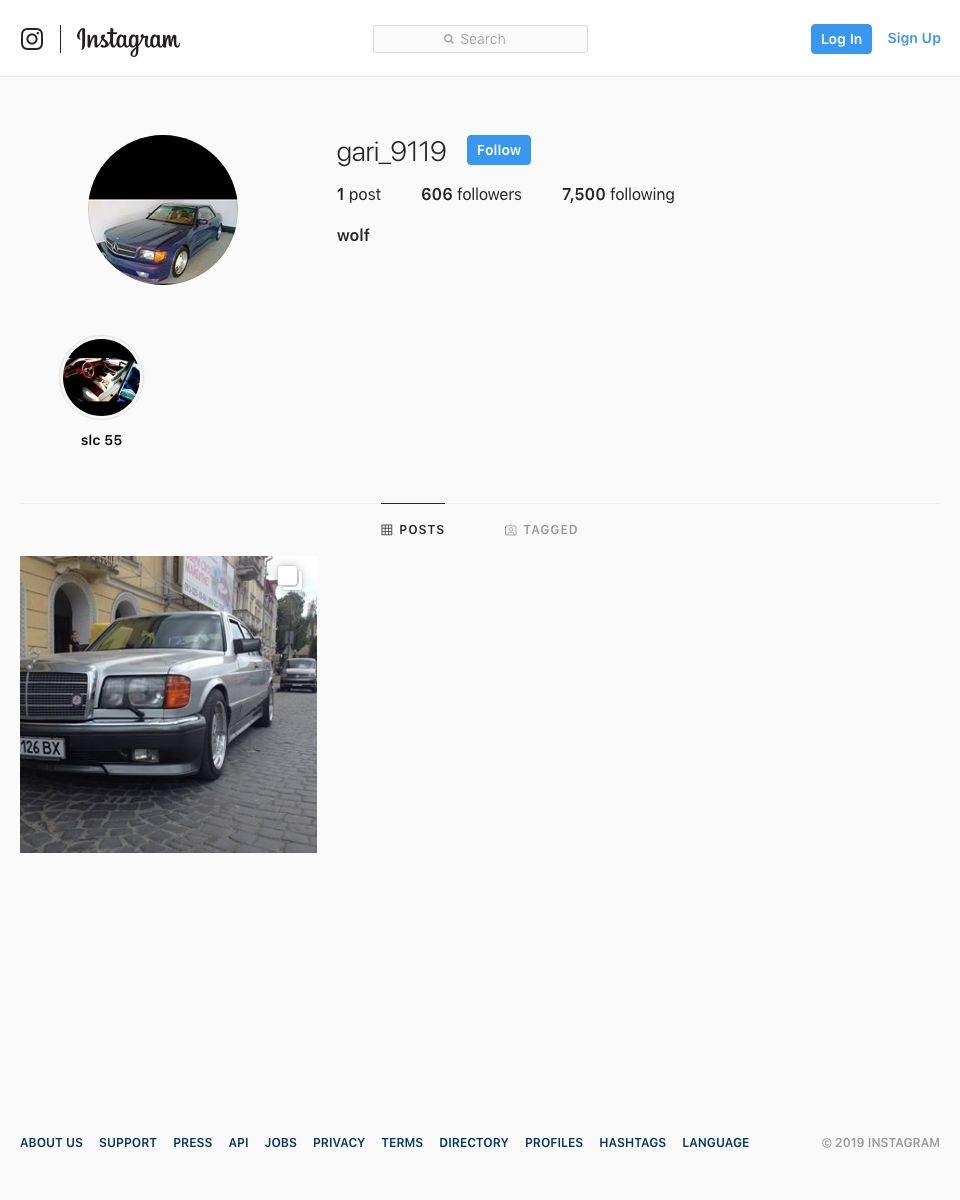 Instagram
Search
Log In
Sign Up
gari_9119
Follow
1 post 606 followers 7,500 following
wolf
slc 55
POSTS
TAGGED
126 BX
ABOUT US SUPPORT PRESS API JOBS PRIVACY TERMS DIRECTORY PROFILES HASHTAGS LANGUAGE
© 2019 INSTAGRAM